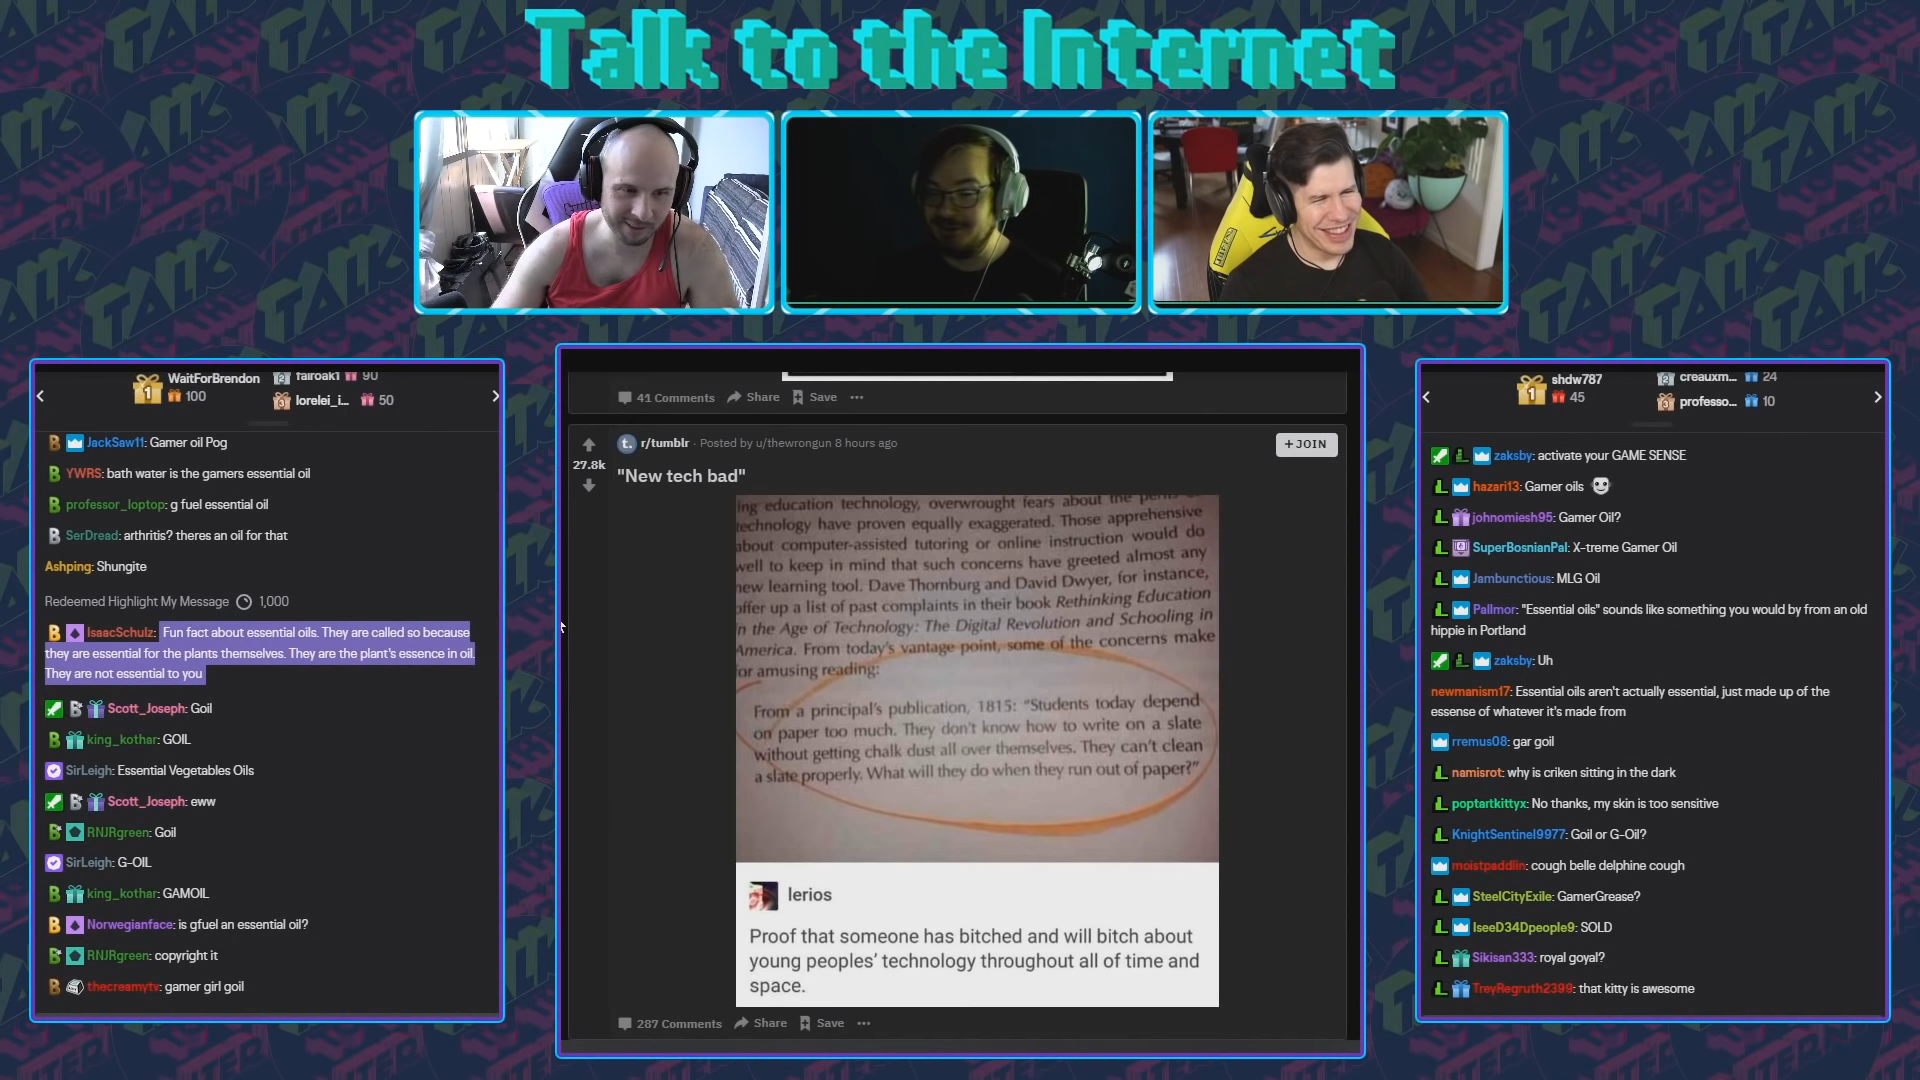 Talk to the Internet
WaitForBrendon
100
fairoak1 90
lorelei_i... 50
JackSaw11: Gamer oil Pog
YWRS: bath water is the gamers essential oil
professor_loptop: g fuel essential oil
SerDread: arthritis? theres an oil for that
Ashping: Shungite
Redeemed Highlight My Message 1,000
IsaacSchulz: Fun fact about essential oils. They are called so because
they are essential for the plants themselves. They are the plant's essence in oil.
They are not essential to you
Scott_Joseph: Goil
king_kothar: GOIL
SirLeigh: Essential Vegetables Oils
Scott_Joseph: eww
RNJRgreen: Goil
SirLeigh: G-OIL
king_kothar: GAMOIL
Norwegianface: is gfuel an essential oil?
RNJRgreen: copyright it
thecreamytv: gamer girl goil
41 Comments Share Save
r/tumblr · Posted by u/thewrongun 8 hours ago
+ JOIN
27.8k
"New tech bad"
ing education technology, overwrought fears about the perils
technology have proven equally exaggerated. Those apprehensive
about computer-assisted tutoring or online instruction would do
well to keep in mind that such concerns have greeted almost any
new learning tool. Dave Thornburg and David Dwyer, for instance,
offer up a list of past complaints in their book Rethinking Education
in the Age of Technology: The Digital Revolution and Schooling in
America. From today's vantage point, some of the concerns make
for amusing reading:
From a principal's publication, 1815: "Students today depend
on paper too much. They don't know how to write on a slate
without getting chalk dust all over themselves. They can't clean
a slate properly. What will they do when they run out of paper?"
lerios
Proof that someone has bitched and will bitch about
young peoples' technology throughout all of time and
space.
287 Comments Share Save
shdw787
45
creauxm... 24
professo... 10
zaksby: activate your GAME SENSE
hazari13: Gamer oils
johnomiesh95: Gamer Oil?
SuperBosnianPal: X-treme Gamer Oil
Jambunctious: MLG Oil
Pallmor: "Essential oils" sounds like something you would by from an old
hippie in Portland
zaksby: Uh
newmanism17: Essential oils aren't actually essential, just made up of the
essense of whatever it's made from
rremus08: gar goil
namisrot: why is criken sitting in the dark
poptartkittyx: No thanks, my skin is too sensitive
KnightSentinel9977: Goil or G-Oil?
moistpaddlin: cough belle delphine cough
SteelCityExile: GamerGrease?
IseeD34Dpeople9: SOLD
Sikisan333: royal goyal?
TreyRegruth2399: that kitty is awesome